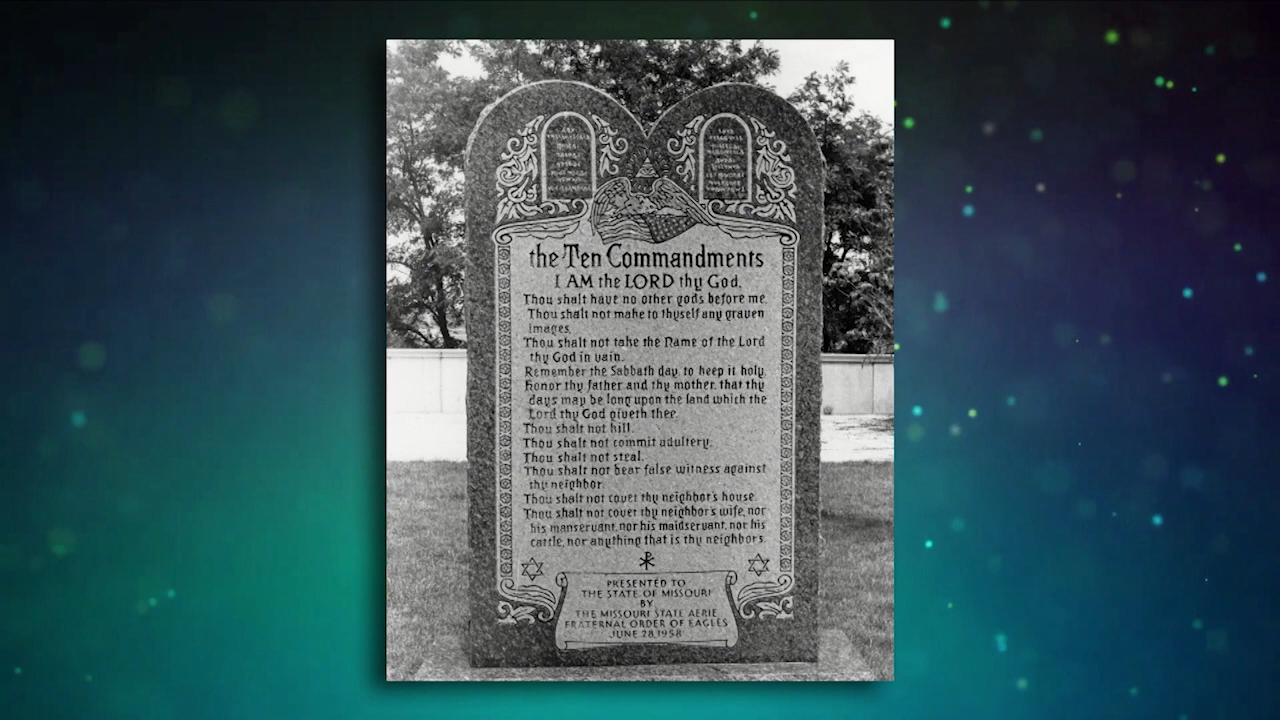 the Ten Commandments
I AM the LORD thy God.
Thou shalt have no other gods before me.
Thou shalt not make to thyself any graven
images.
Thou shalt not take the Name of the Lord
thy God in vain.
Remember the Sabbath day, to keep it holy.
Honor thy father and thy mother, that thy
days may be long upon the land which the
Lord thy God giveth thee.
Thou shalt not kill.
Thou shalt not commit adultery.
Thou shalt not steal.
Thou shalt not bear false witness against
thy neighbor.
Thou shalt not covet thy neighbor's house.
Thou shalt not covet thy neighbor's wife, nor
his manservant, nor his maidservant, nor his
cattle, nor anything that is thy neighbor's.
PRESENTED TO
THE STATE OF MISSOURI
BY
THE MISSOURI STATE AERIE
FRATERNAL ORDER OF EAGLES
JUNE 28, 1958